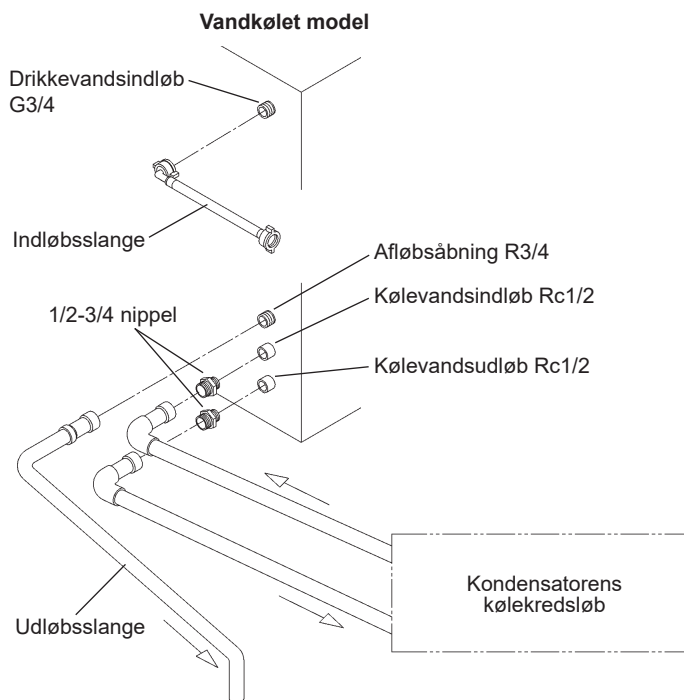 Vandkølet model
Drikkevandsindløb
G3/4
Indløbsslange
Afløbsåbning R3/4
1/2-3/4 nippel
Kølevandsindløb Rc1/2
Kølevandsudløb Rc1/2
Kondensatorens
kølekredsløb
Udløbsslange